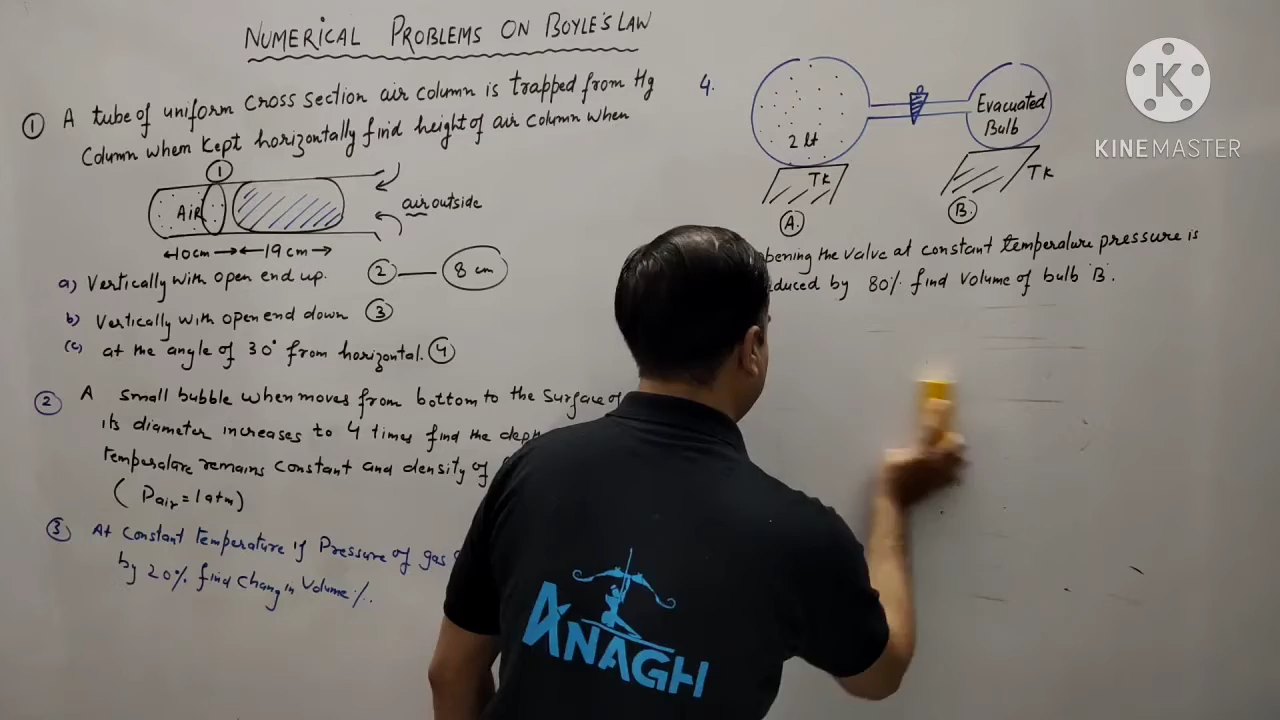 NUMERICAL PROBLEMS ON BOYLE'S LAW
① A tube of uniform cross section air column is trapped from Hg
column when kept horizontally find height of air column when
①
AIR
air outside
10cm
19cm
a) Vertically with open end up. ② — 8 cm
b) Vertically with open end down ③
(c) at the angle of 30° from horizontal. ④
② A small bubble when moves from bottom to the surface of
its diameter increases to 4 times find the dept
temperature remains constant and density of
( Pair = 1 atm)
③ At constant temperature if Pressure of gas
by 20% find chang in volume %.
4.
2 lt
Evacuated
Bulb
TK
TK
A.
B.
opening the valve at constant temperature pressure is
educed by 80% find volume of bulb 'B'.
K
KINEMASTER
ANAGH